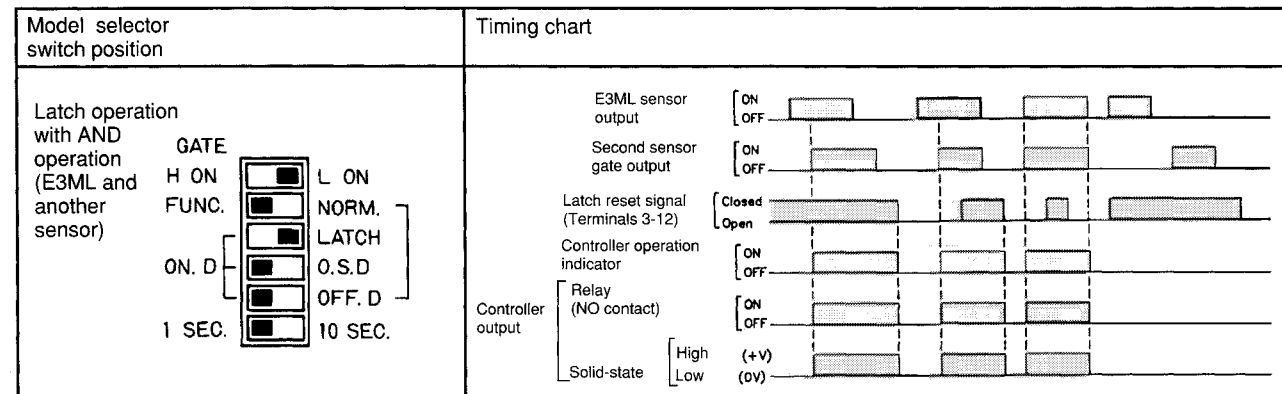 Model selector
switch position
Timing chart
Latch operation
with AND
operation
(E3ML and
another
sensor)
GATE
H ON
L ON
FUNC.
NORM.
LATCH
ON. D
O.S.D
OFF. D
1 SEC.
10 SEC.
E3ML sensor
output
ON
OFF
Second sensor
gate output
ON
OFF
Latch reset signal
(Terminals 3-12)
Closed
Open
Controller operation
indicator
ON
OFF
Controller
output
Relay
(NO contact)
ON
OFF
Solid-state
High
Low
(+V)
(0V)